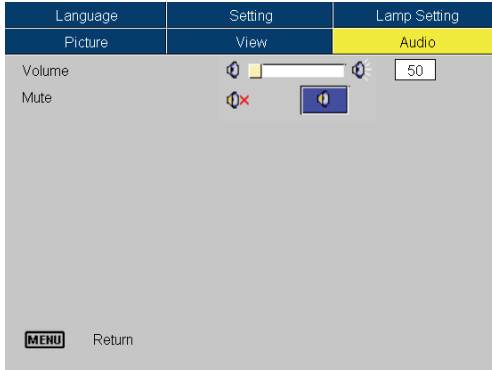 Language Setting Lamp Setting
Picture View Audio
Volume 50
Mute
MENU Return